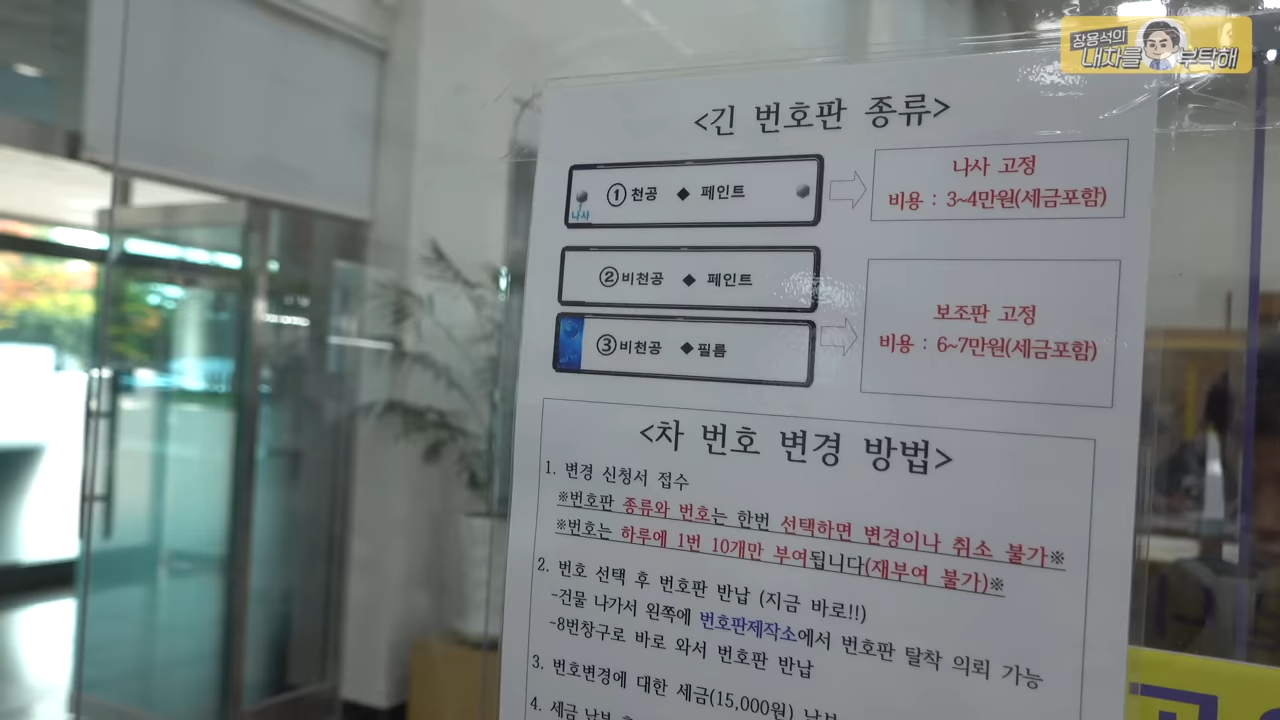 장용석의
내차를 부탁해
<긴 번호판 종류>
① 천공 ◆ 페인트
나사
나사 고정
비용 : 3~4만원(세금포함)
② 비천공 ◆ 페인트
③ 비천공 ◆ 필름
보조판 고정
비용 : 6~7만원(세금포함)
<차 번호 변경 방법>
1. 변경 신청서 접수
※번호판 종류와 번호는 한번 선택하면 변경이나 취소 불가※
※번호는 하루에 1번 10개만 부여됩니다(재부여 불가)※
2. 번호 선택 후 번호판 반납 (지금 바로!!)
-건물 나가서 왼쪽에 번호판제작소에서 번호판 탈착 의뢰 가능
-8번창구로 바로 와서 번호판 반납
3. 번호변경에 대한 세금(15,000원) 납부
4. 세금 납부 후